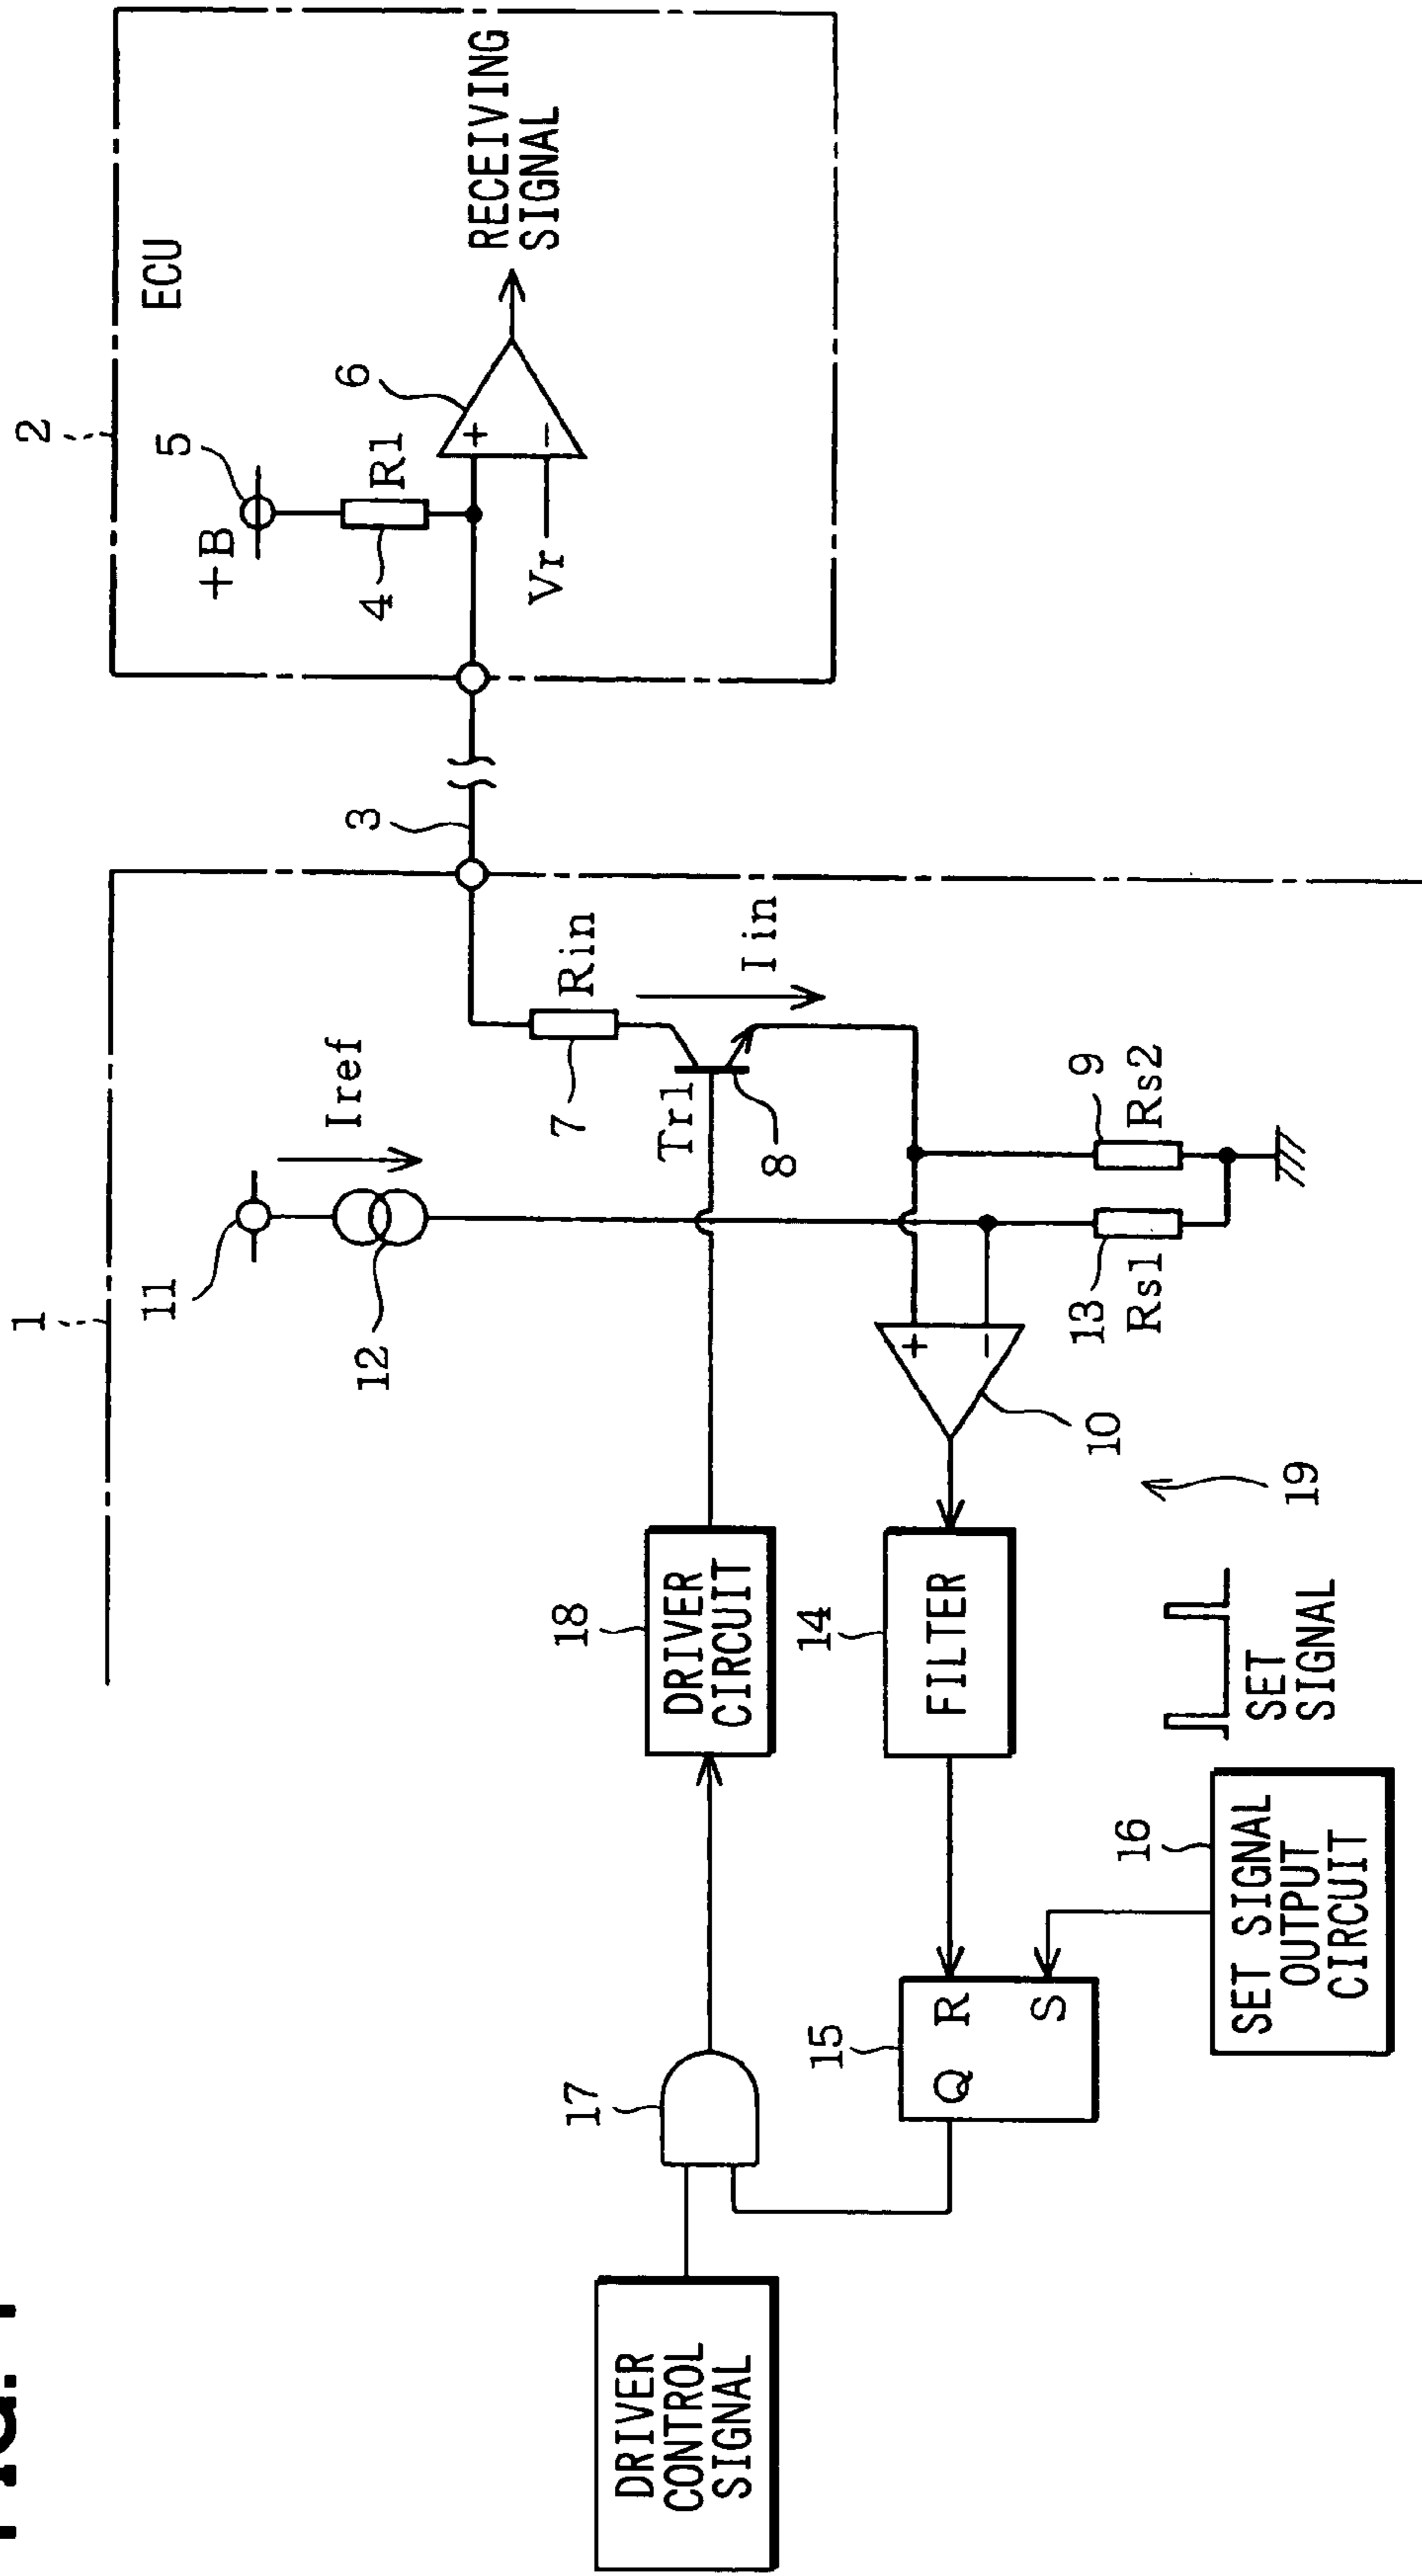 FIG. 1
1
2
ECU
+B
5
4
R1
6
+
−
Vr
RECEIVING
SIGNAL
3
11
12
Iref
7
Rin
Iin
Tr1
8
9
Rs2
13
Rs1
+
−
10
19
18
DRIVER
CIRCUIT
14
FILTER
SET
SIGNAL
16
SET SIGNAL
OUTPUT
CIRCUIT
15
Q
R
S
17
DRIVER
CONTROL
SIGNAL